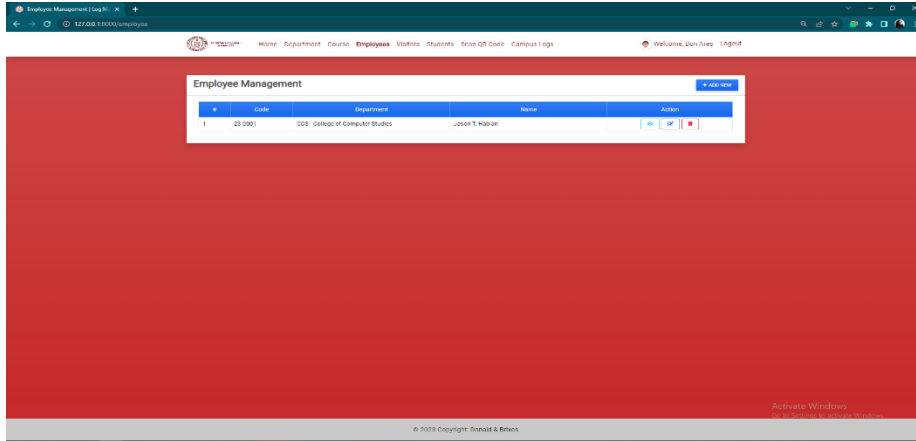 Employee Management | Log M
127.0.0.1:8000/employee
Home Department Course Employees Visitors Students Scan QR Code Campus Logs
Welcome, Don Ares Logout
Employee Management
+ ADD NEW
# Code Department Name Action
1 23-0001 CCS - College of Computer Studies Jason T. Hablan
Activate Windows
Go to Settings to activate Windows.
© 2023 Copyright: Donald & Brixes